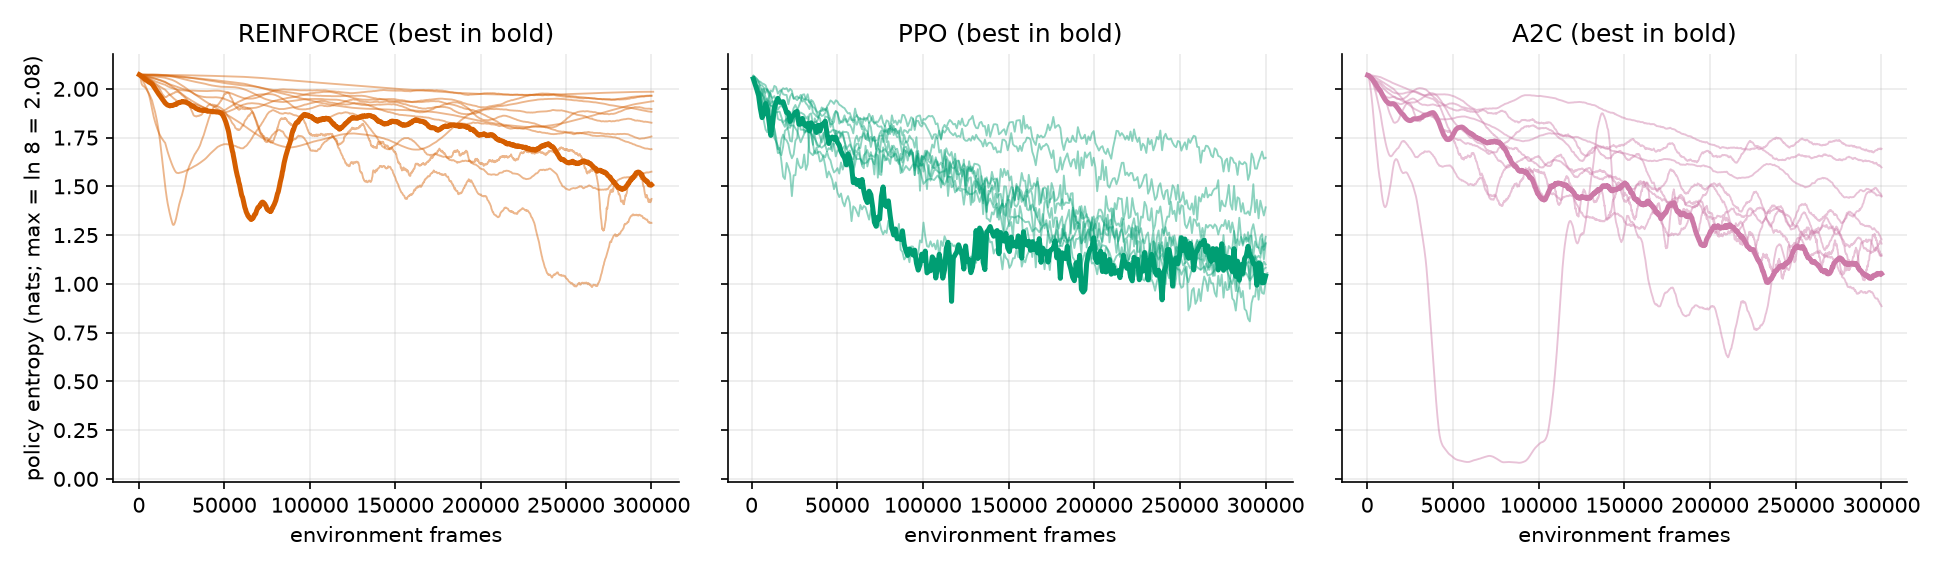 REINFORCE (best in bold)
PPO (best in bold)
A2C (best in bold)
policy entropy (nats; max = ln 8 = 2.08)
2.00
1.75
1.50
1.25
1.00
0.75
0.50
0.25
0.00
0 50000 100000 150000 200000 250000 300000
0 50000 100000 150000 200000 250000 300000
0 50000 100000 150000 200000 250000 300000
environment frames
environment frames
environment frames